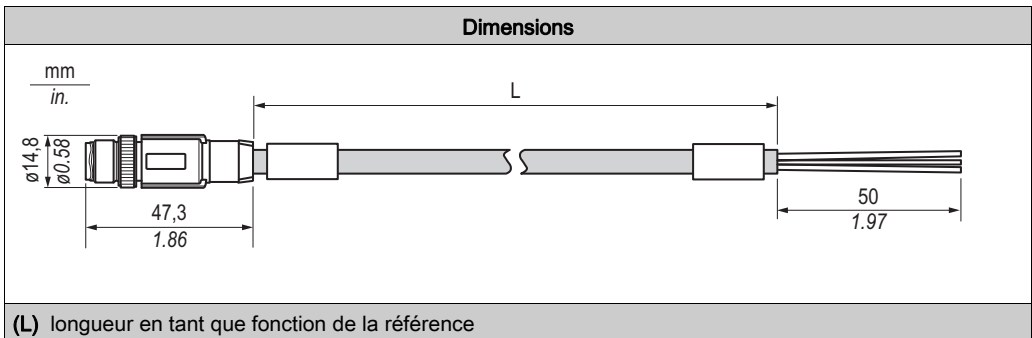 Dimensions
mm
in.
L
ø14,8
ø0.58
47,3
1.86
50
1.97
(L) longueur en tant que fonction de la référence